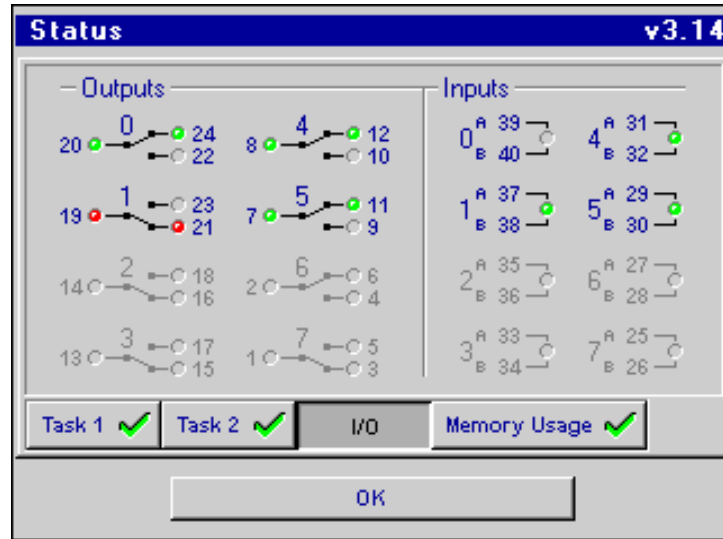 Status v3.14
Outputs Inputs
0 4
20 24 8 12
22 10
0 A 39 4 A 31
B 40 B 32
1 5
19 23 7 11
21 9
1 A 37 5 A 29
B 38 B 30
2 6
14 18 2 6
16 4
2 A 35 6 A 27
B 36 B 28
3 7
13 17 1 5
15 3
3 A 33 7 A 25
B 34 B 26
Task 1 Task 2 I/O Memory Usage
OK